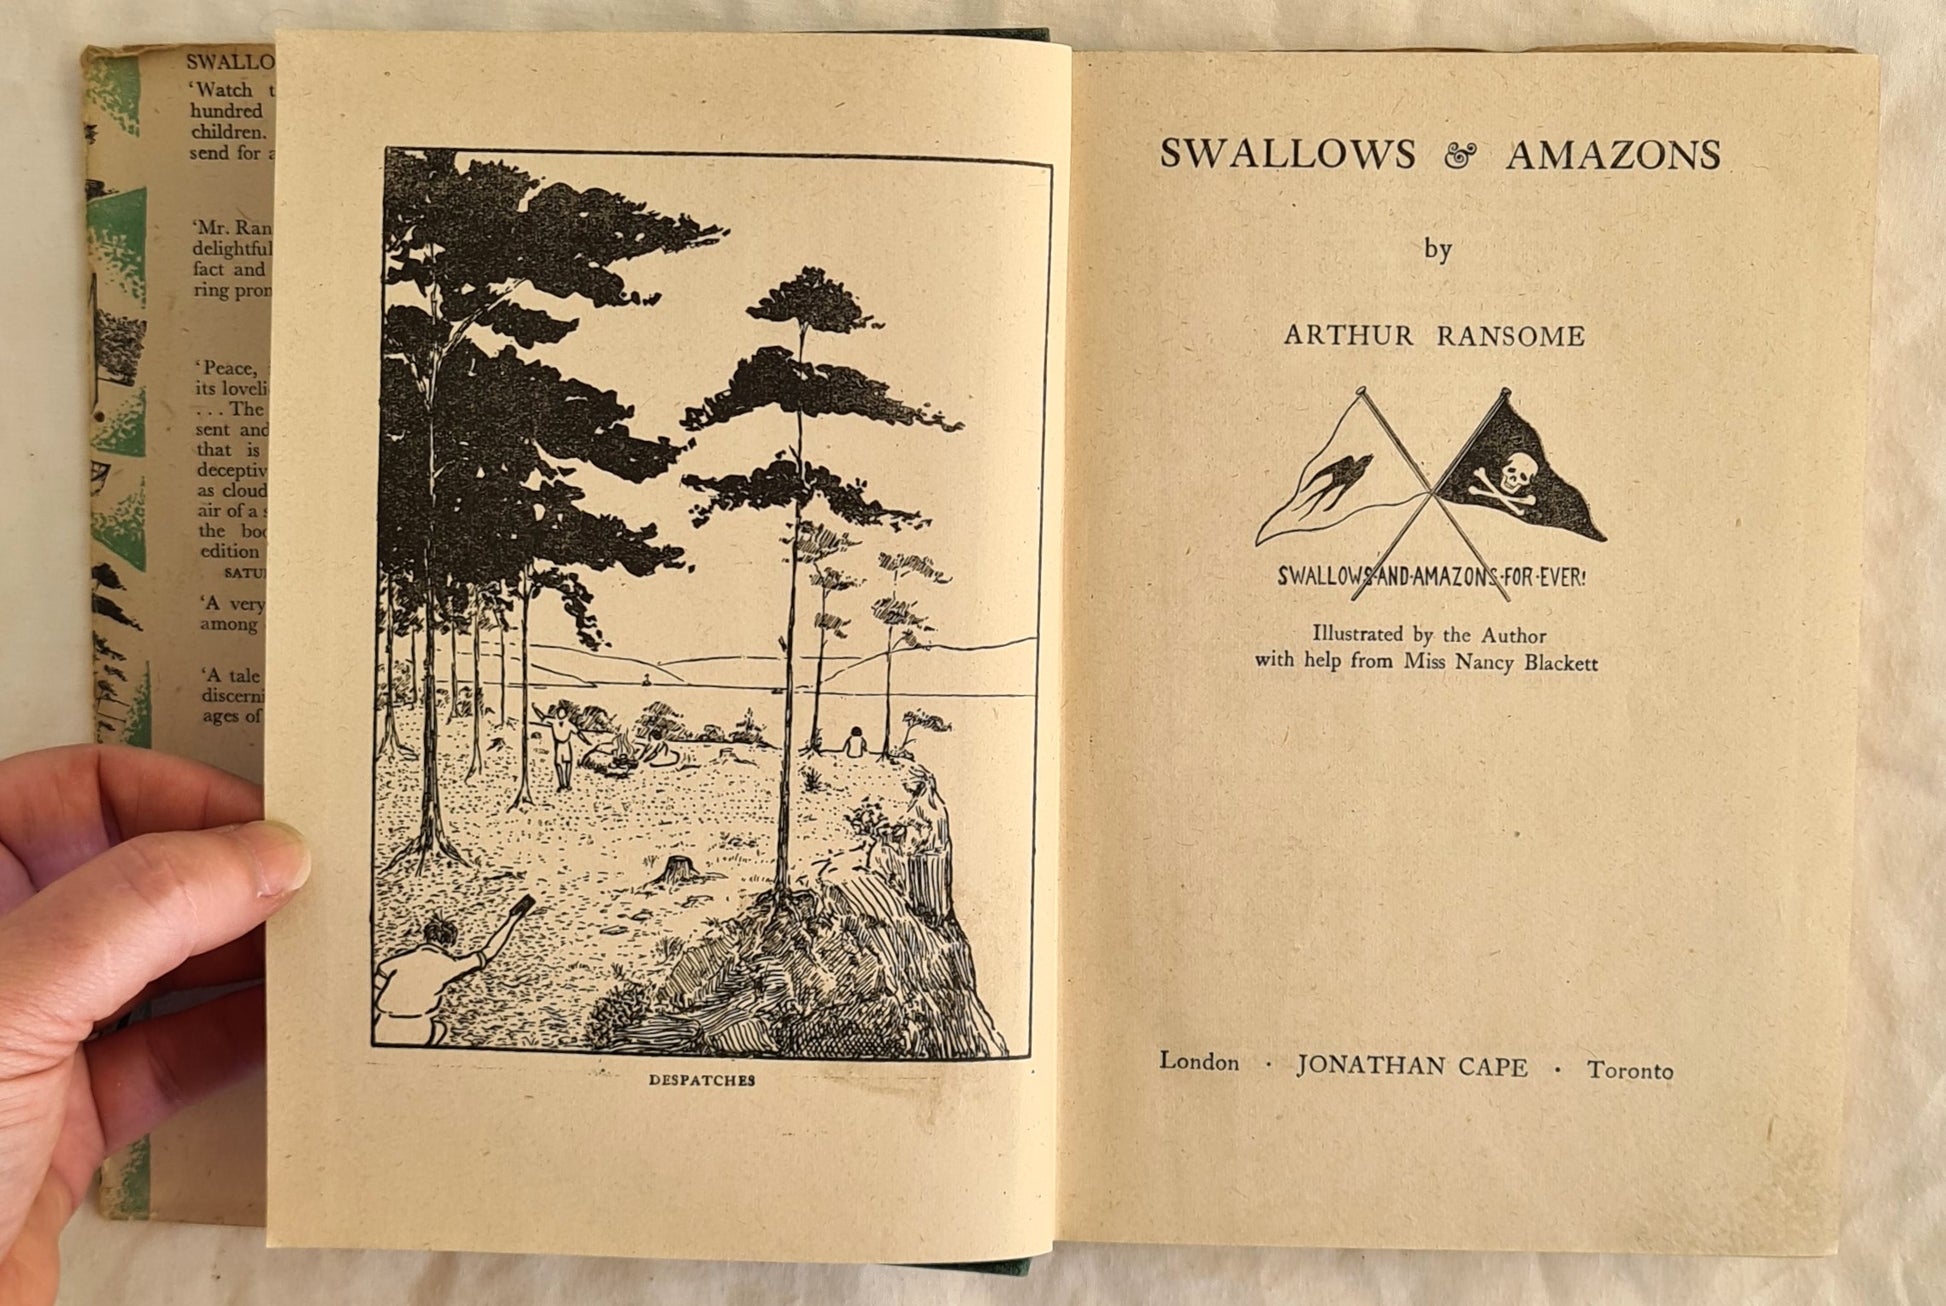 SWALLO
‘Watch t
hundred
children.
send for a
‘Mr. Ran
delightful
fact and
ring pron
‘Peace,
its loveli
... The
sent and
that is
deceptiv
as cloud
air of a s
the boo
edition
SATU
‘A very
among
‘A tale
discerni
ages of
DESPATCHES
SWALLOWS & AMAZONS
by
ARTHUR RANSOME
SWALLOWS·AND·AMAZONS·FOR·EVER!
Illustrated by the Author
with help from Miss Nancy Blackett
London · JONATHAN CAPE · Toronto